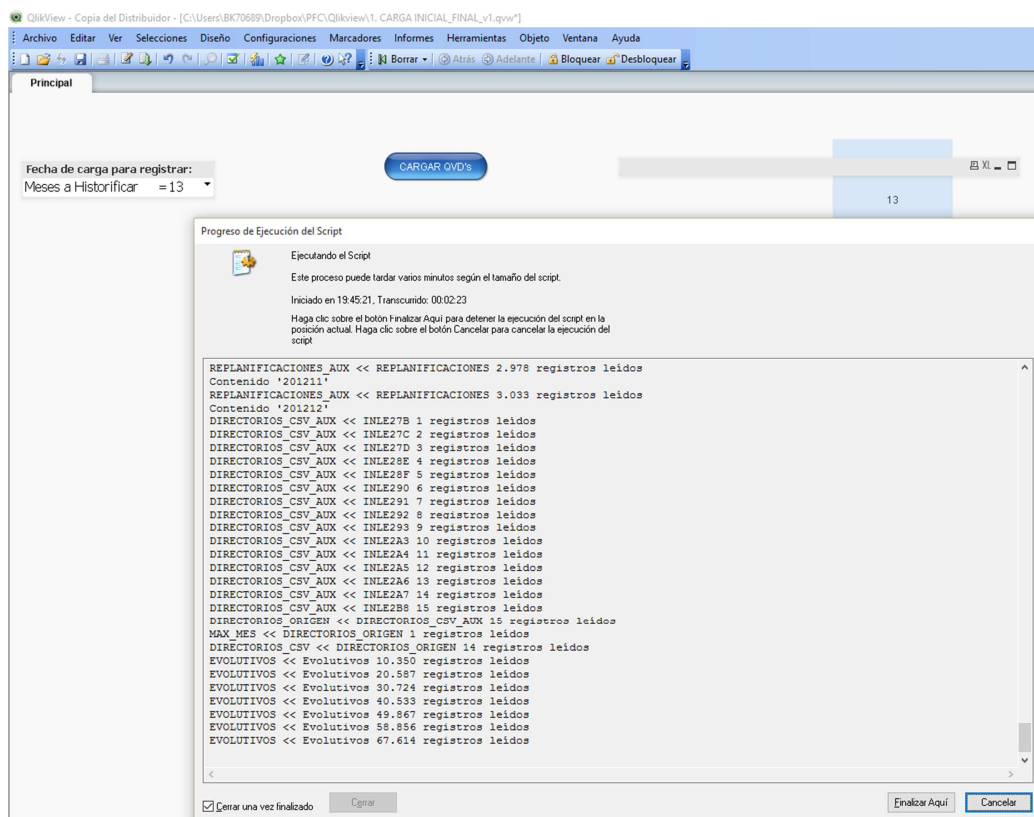 QlikView - Copia del Distribuidor - [C:\Users\BK70689\Dropbox\PFC\Qlikview\1. CARGA INICIAL_FINAL_v1.qvw*]
Archivo Editar Ver Selecciones Diseño Configuraciones Marcadores Informes Herramientas Objeto Ventana Ayuda
Borrar Atrás Adelante Bloquear Desbloquear
Principal
Fecha de carga para registrar:
CARGAR QVD's
XL
Meses a Historificar =13
13
Progreso de Ejecución del Script
Ejecutando el Script
Este proceso puede tardar varios minutos según el tamaño del script.
Iniciado en 19:45:21, Transcurrido: 00:02:23
Haga clic sobre el botón Finalizar Aquí para detener la ejecución del script en la
posición actual. Haga clic sobre el botón Cancelar para cancelar la ejecución del
script
REPLANIFICACIONES_AUX << REPLANIFICACIONES 2.978 registros leídos
Contenido '201211'
REPLANIFICACIONES_AUX << REPLANIFICACIONES 3.033 registros leídos
Contenido '201212'
DIRECTORIOS_CSV_AUX << INLE27B 1 registros leídos
DIRECTORIOS_CSV_AUX << INLE27C 2 registros leídos
DIRECTORIOS_CSV_AUX << INLE27D 3 registros leídos
DIRECTORIOS_CSV_AUX << INLE28E 4 registros leídos
DIRECTORIOS_CSV_AUX << INLE28F 5 registros leídos
DIRECTORIOS_CSV_AUX << INLE290 6 registros leídos
DIRECTORIOS_CSV_AUX << INLE291 7 registros leídos
DIRECTORIOS_CSV_AUX << INLE292 8 registros leídos
DIRECTORIOS_CSV_AUX << INLE293 9 registros leídos
DIRECTORIOS_CSV_AUX << INLE2A3 10 registros leídos
DIRECTORIOS_CSV_AUX << INLE2A4 11 registros leídos
DIRECTORIOS_CSV_AUX << INLE2A5 12 registros leídos
DIRECTORIOS_CSV_AUX << INLE2A6 13 registros leídos
DIRECTORIOS_CSV_AUX << INLE2A7 14 registros leídos
DIRECTORIOS_CSV_AUX << INLE2B8 15 registros leídos
DIRECTORIOS_ORIGEN << DIRECTORIOS_CSV_AUX 15 registros leídos
MAX_MES << DIRECTORIOS_ORIGEN 1 registros leídos
DIRECTORIOS_CSV << DIRECTORIOS_ORIGEN 14 registros leídos
EVOLUTIVOS << Evolutivos 10.350 registros leídos
EVOLUTIVOS << Evolutivos 20.587 registros leídos
EVOLUTIVOS << Evolutivos 30.724 registros leídos
EVOLUTIVOS << Evolutivos 40.533 registros leídos
EVOLUTIVOS << Evolutivos 49.867 registros leídos
EVOLUTIVOS << Evolutivos 58.856 registros leídos
EVOLUTIVOS << Evolutivos 67.614 registros leídos
Cerrar una vez finalizado Cerrar Finalizar Aquí Cancelar